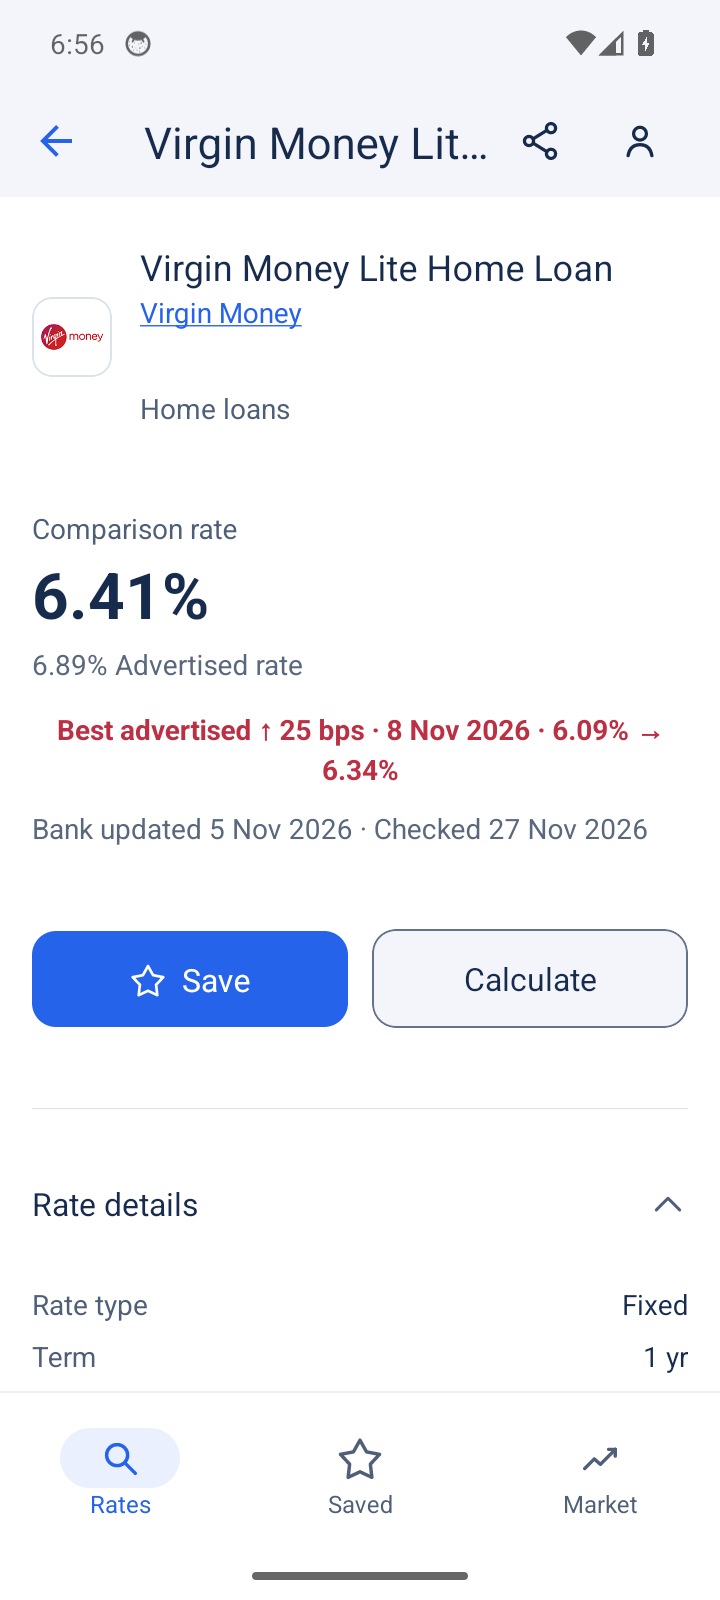 6:56
Virgin Money Lit...
Virgin Money Lite Home Loan
Virgin Money
Virgin money
Home loans
Comparison rate
6.41%
6.89% Advertised rate
Best advertised ↑ 25 bps · 8 Nov 2026 · 6.09% →
6.34%
Bank updated 5 Nov 2026 · Checked 27 Nov 2026
Save
Calculate
Rate details
Rate type Fixed
Term 1 yr
Rates Saved Market